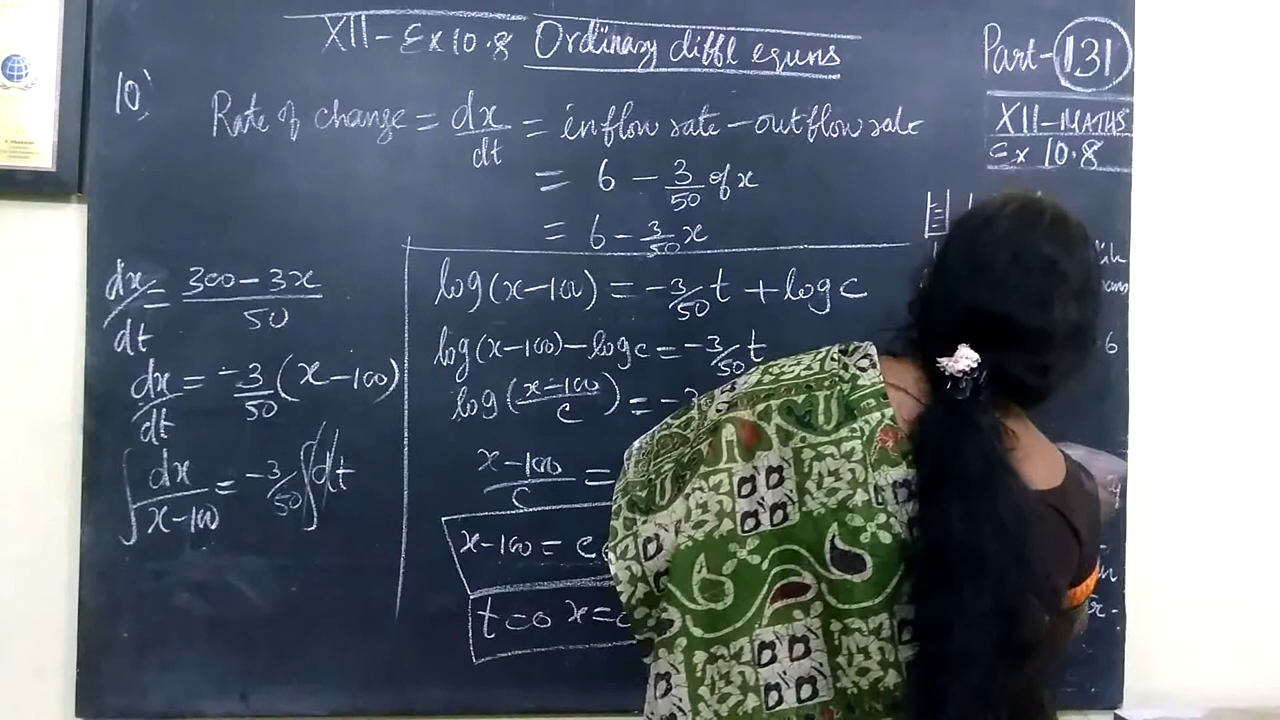 XII - Ex 10.8 Ordinary diffl equns
Part - 131
XII - MATHS
Ex 10.8
10)
Rate of change = dx/dt = inflow rate - outflow rate
= 6 - 3/50 of x
= 6 - 3/50 x
dx/dt = 300 - 3x / 50
dx/dt = -3/50 (x - 100)
∫ dx / x - 100 = -3/50 ∫ dt
log(x - 100) = -3/50 t + log c
log(x - 100) - log c = -3/50 t
log(x - 100 / c) = -3
x - 100 / c =
x - 100 = c
t = 0 x =
6